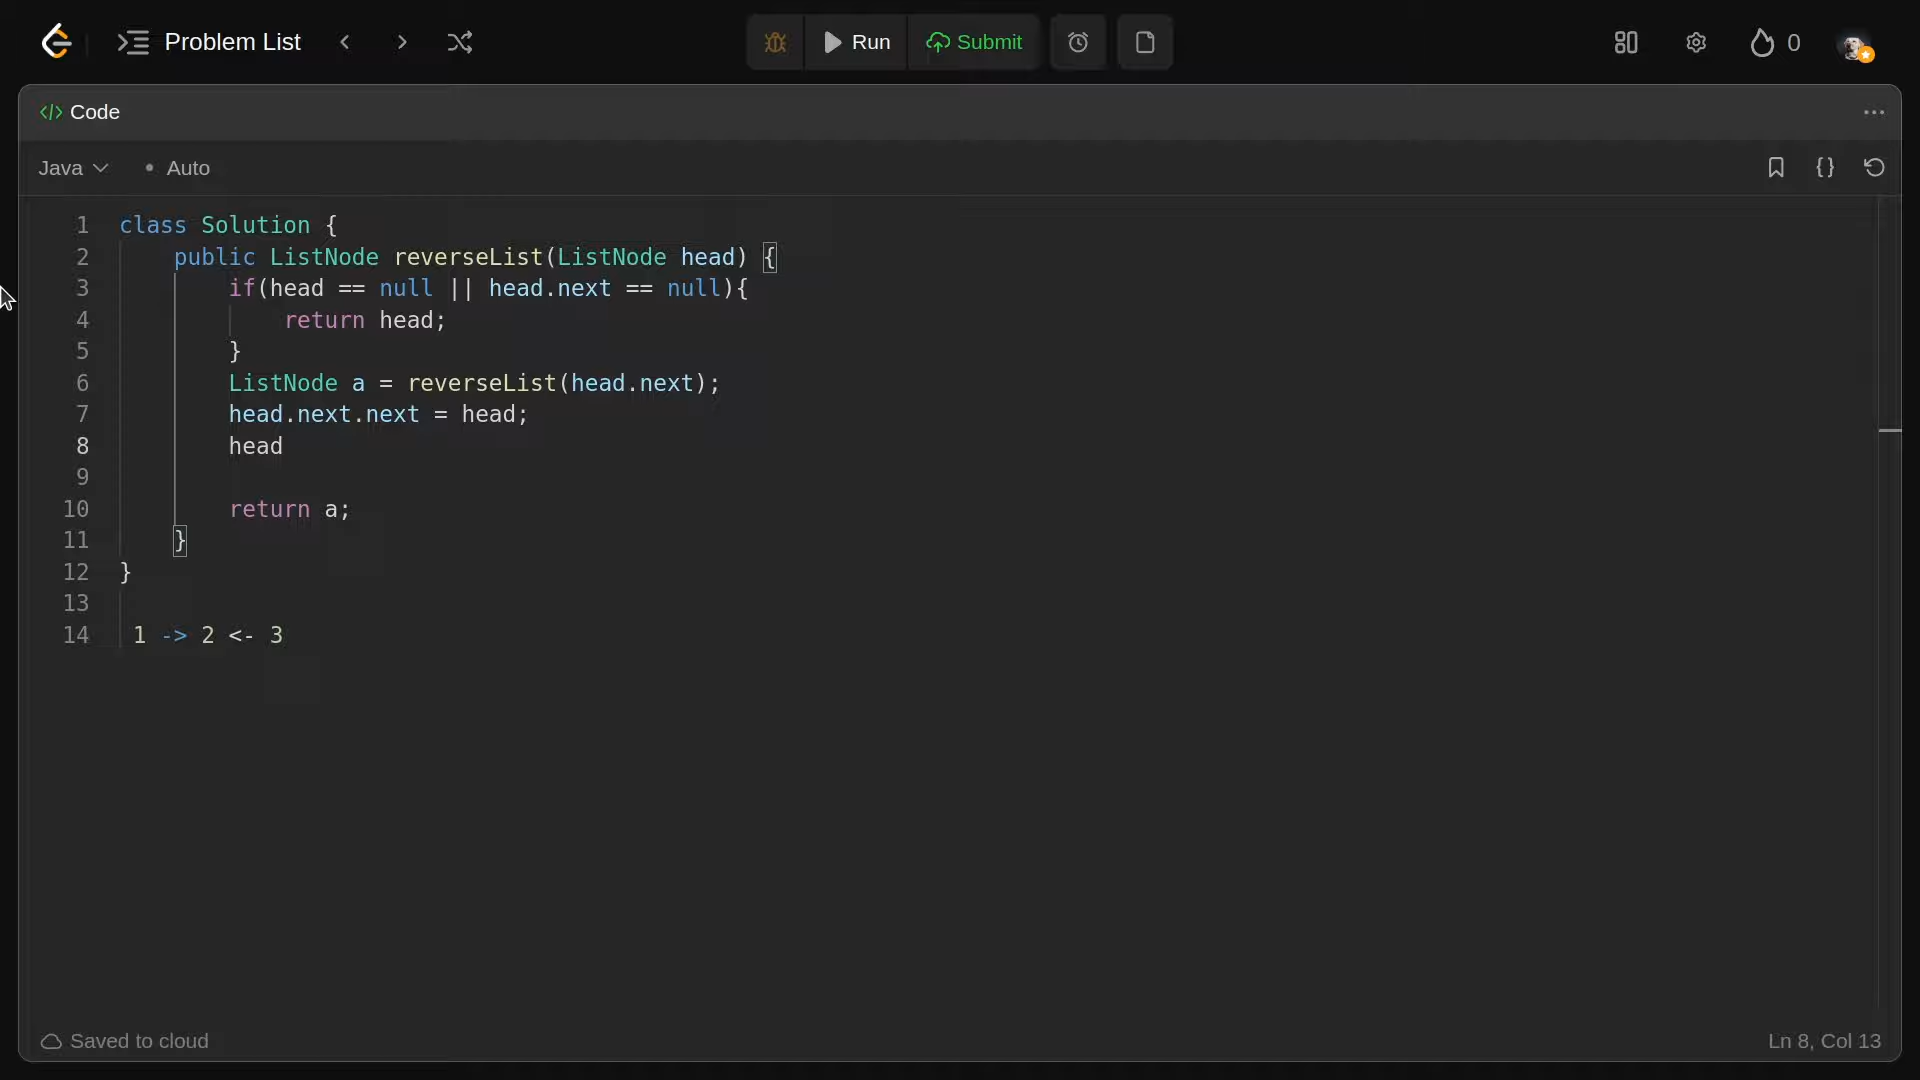 Problem List Run Submit 0
</> Code
Java Auto {}
1 class Solution {
2 public ListNode reverseList(ListNode head) {
3 if(head == null || head.next == null){
4 return head;
5 }
6 ListNode a = reverseList(head.next);
7 head.next.next = head;
8 head
9
10 return a;
11 }
12 }
13
14 1 -> 2 <- 3
Saved to cloud Ln 8, Col 13